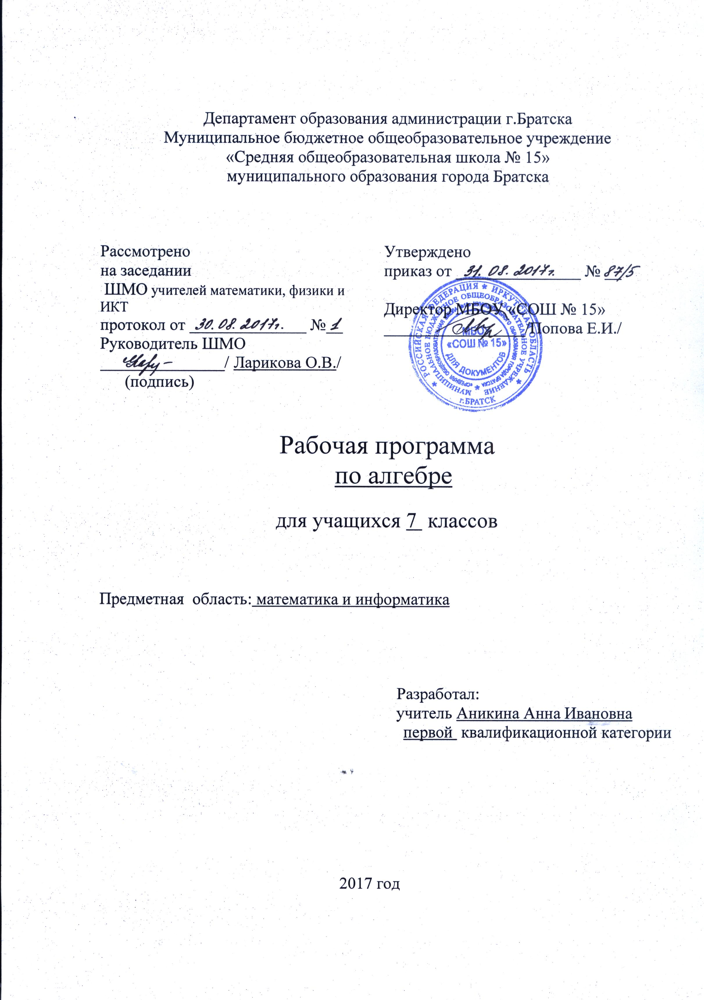 Департамент образования администрации г.Братска
Муниципальное бюджетное общеобразовательное учреждение
«Средняя общеобразовательная школа № 15»
муниципального образования города Братска
Рассмотрено
на заседании
ШМО учителей математики, физики и
ИКТ
протокол от 30.08.2017г. № 1
Руководитель ШМО
/ Ларикова О.В./
(подпись)
Утверждено
приказ от 31.08.2017г. № 87/5
Директор МБОУ «СОШ № 15»
/Попова Е.И./
РОССИЙСКАЯ ФЕДЕРАЦИЯ * ИРКУТСКАЯ ОБЛАСТЬ *
г.БРАТСК *
МУНИЦИПАЛЬНОЕ БЮДЖЕТНОЕ ОБЩЕОБРАЗОВАТЕЛЬНОЕ УЧРЕЖДЕНИЕ *
«СРЕДНЯЯ ОБЩЕОБРАЗОВАТЕЛЬНАЯ ШКОЛА №15» МУНИЦИПАЛЬНОГО ОБРАЗОВАНИЯ ГОРОДА БРАТСКА
МБОУ
«СОШ № 15»
ДЛЯ ДОКУМЕНТОВ
Рабочая программа
по алгебре
для учащихся 7 классов
Предметная область: математика и информатика
Разработал:
учитель Аникина Анна Ивановна
первой квалификационной категории
2017 год